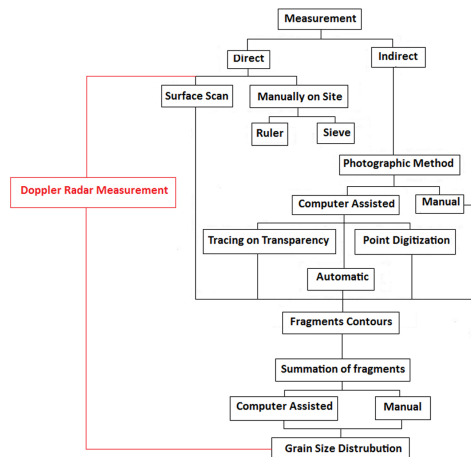 Measurement
Direct
Indirect
Surface Scan
Manually on Site
Ruler
Sieve
Photographic Method
Doppler Radar Measurement
Computer Assisted
Manual
Tracing on Transparency
Point Digitization
Automatic
Fragments Contours
Summation of fragments
Computer Assisted
Manual
Grain Size Distrubution